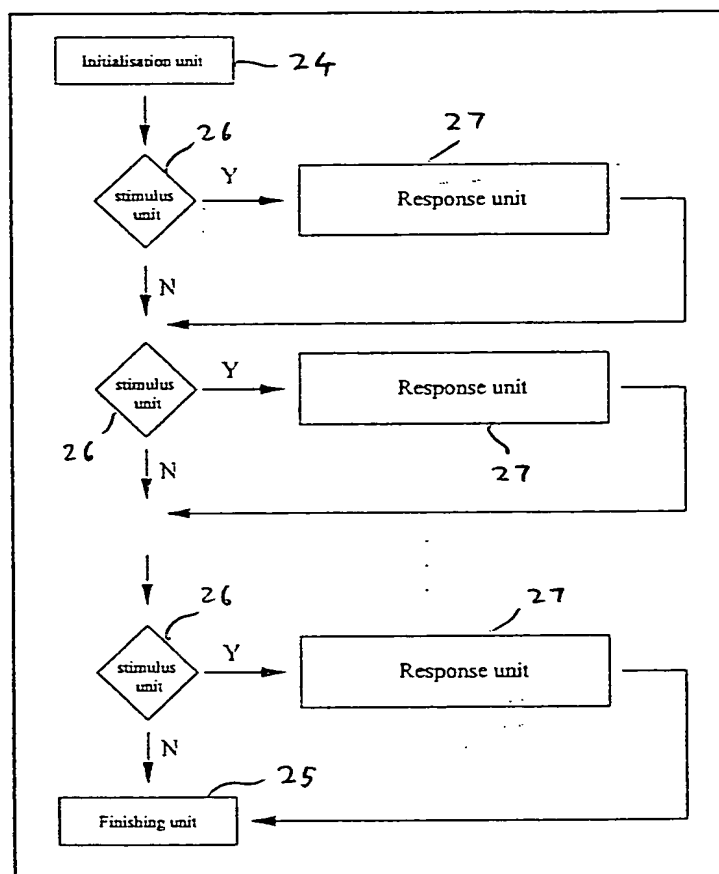 Initialisation unit
24
26
27
stimulus
unit
Y
Response unit
N
stimulus
unit
Y
Response unit
26
27
N
26
27
stimulus
unit
Y
Response unit
N
25
Finishing unit